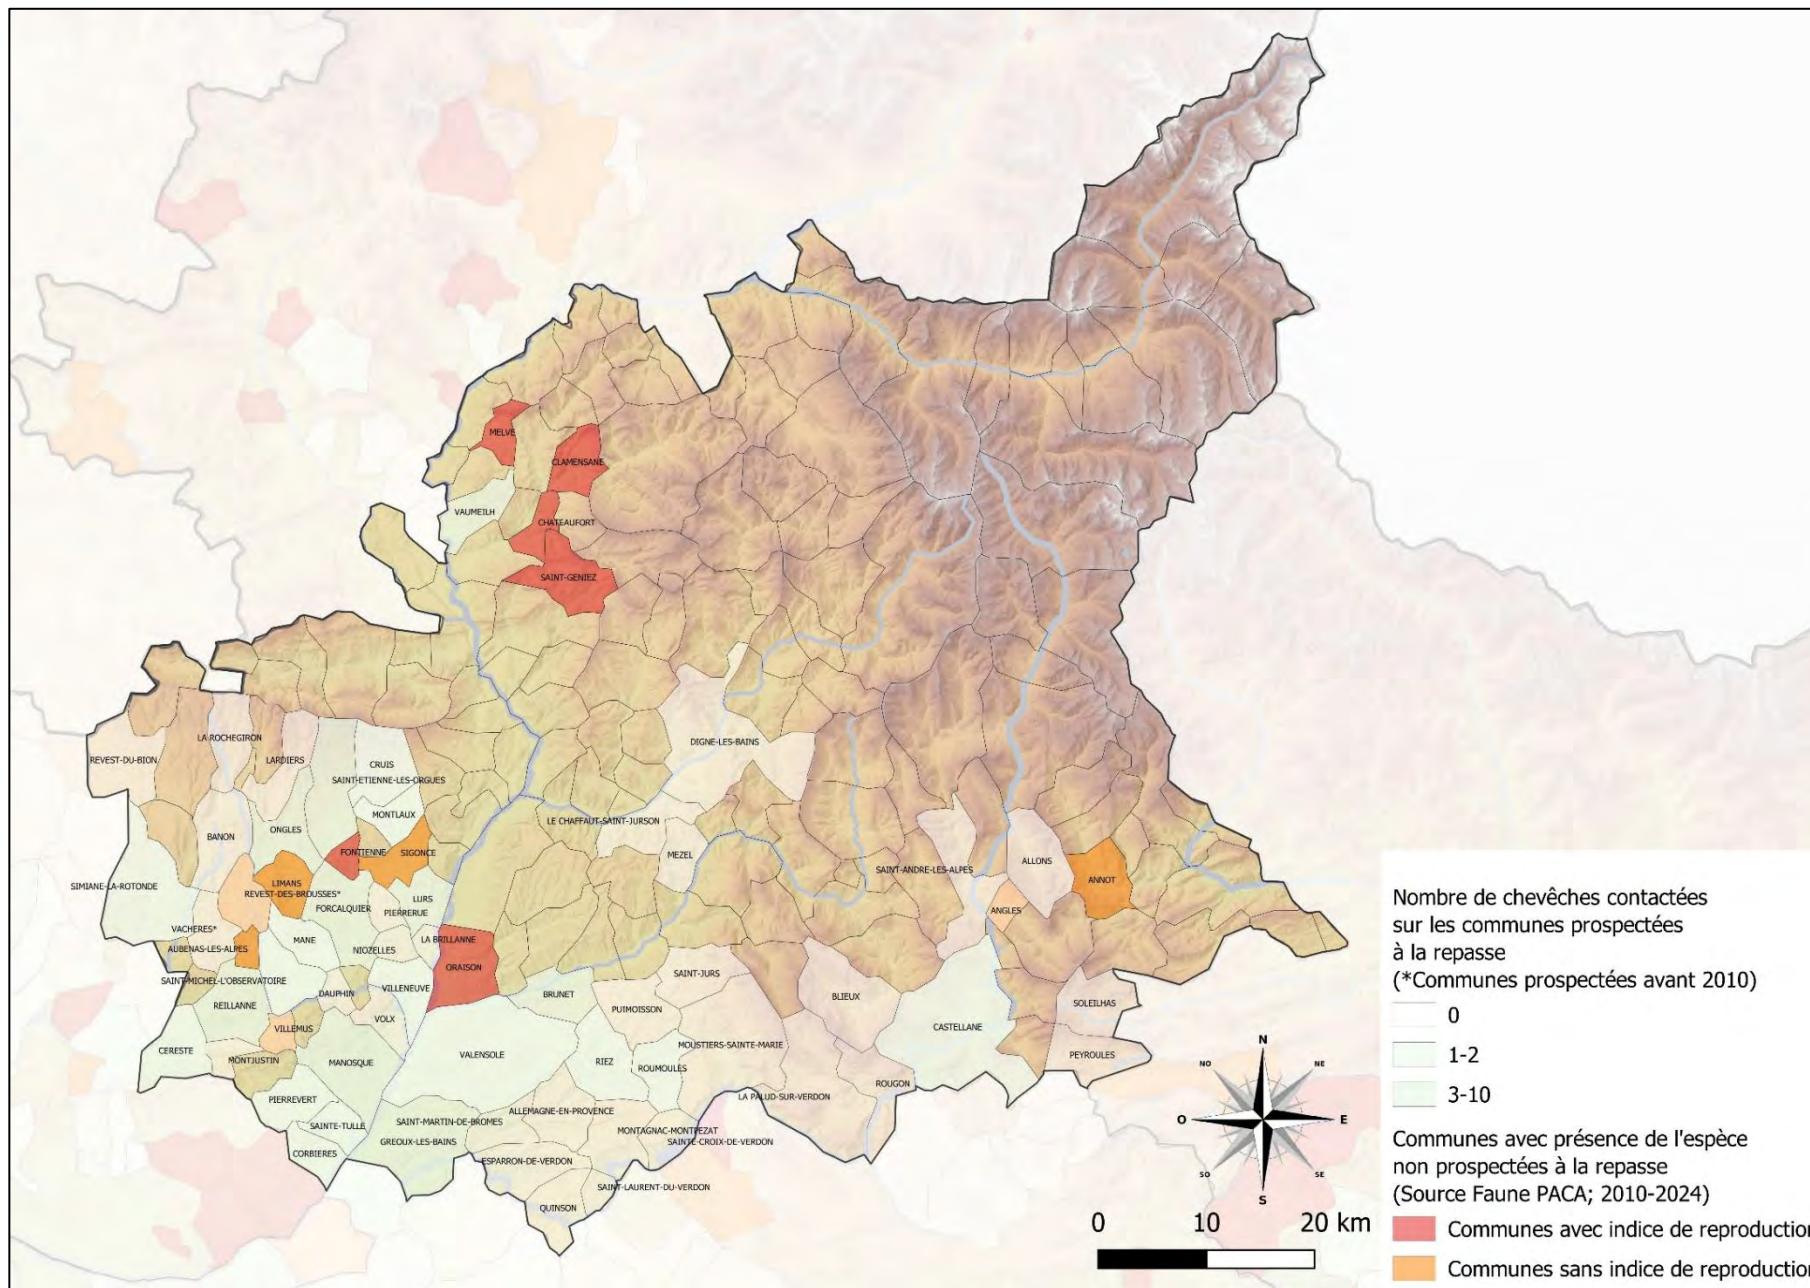 MELVE
CLAMENSANE
VAUMEILH
CHATEAUFORT
SAINT-GENIEZ
LA ROCHEGIRON
DIGNE-LES-BAINS
REVEST-DU-BION
LARDIERS
CRUIS
SAINT-ETIENNE-LES-ORGUES
MONTLAUX
LE CHAFFAUT-SAINT-JURSON
ONGLES
BANON
FONTIENNE
SIGONCE
MEZEL
ALLONS
SAINT-ANDRE-LES-ALPES
ANNOT
LIMANS
SIMIANE-LA-ROTONDE
REVEST-DES-BROUSSES*
LURS
FORCALQUIER
PIERRERUE
ANGLES
VACHERES*
MANE
LA BRILLANNE
AUBENAS-LES-ALPES
NIOZELLES
ORAISON
SAINT-JURS
SAINT-MICHEL-L'OBSERVATOIRE
VILLENEUVE
DAUPHIN
BRUNET
BLIEUX
SOLEILHAS
REILLANNE
PUIMOISSON
VOLX
VILLEMUS
CASTELLANE
MOUSTIERS-SAINTE-MARIE
CERESTE
MONTJUSTIN
MANOSQUE
VALENSOLE
RIEZ
ROUMOULES
PEYROULES
ROUGON
PIERREVERT
LA PALUD-SUR-VERDON
ALLEMAGNE-EN-PROVENCE
SAINTE-TULLE
SAINT-MARTIN-DE-BROMES
MONTAGNAC-MONTPEZAT
GREOUX-LES-BAINS
SAINTE-CROIX-DE-VERDON
CORBIERES
ESPARRON-DE-VERDON
SAINT-LAURENT-DU-VERDON
QUINSON
N
NO
NE
O
E
SO
SE
S
0 10 20 km
Nombre de chevêches contactées
sur les communes prospectées
à la repasse
(*Communes prospectées avant 2010)
0
1-2
3-10
Communes avec présence de l'espèce
non prospectées à la repasse
(Source Faune PACA; 2010-2024)
Communes avec indice de reproduction
Communes sans indice de reproduction